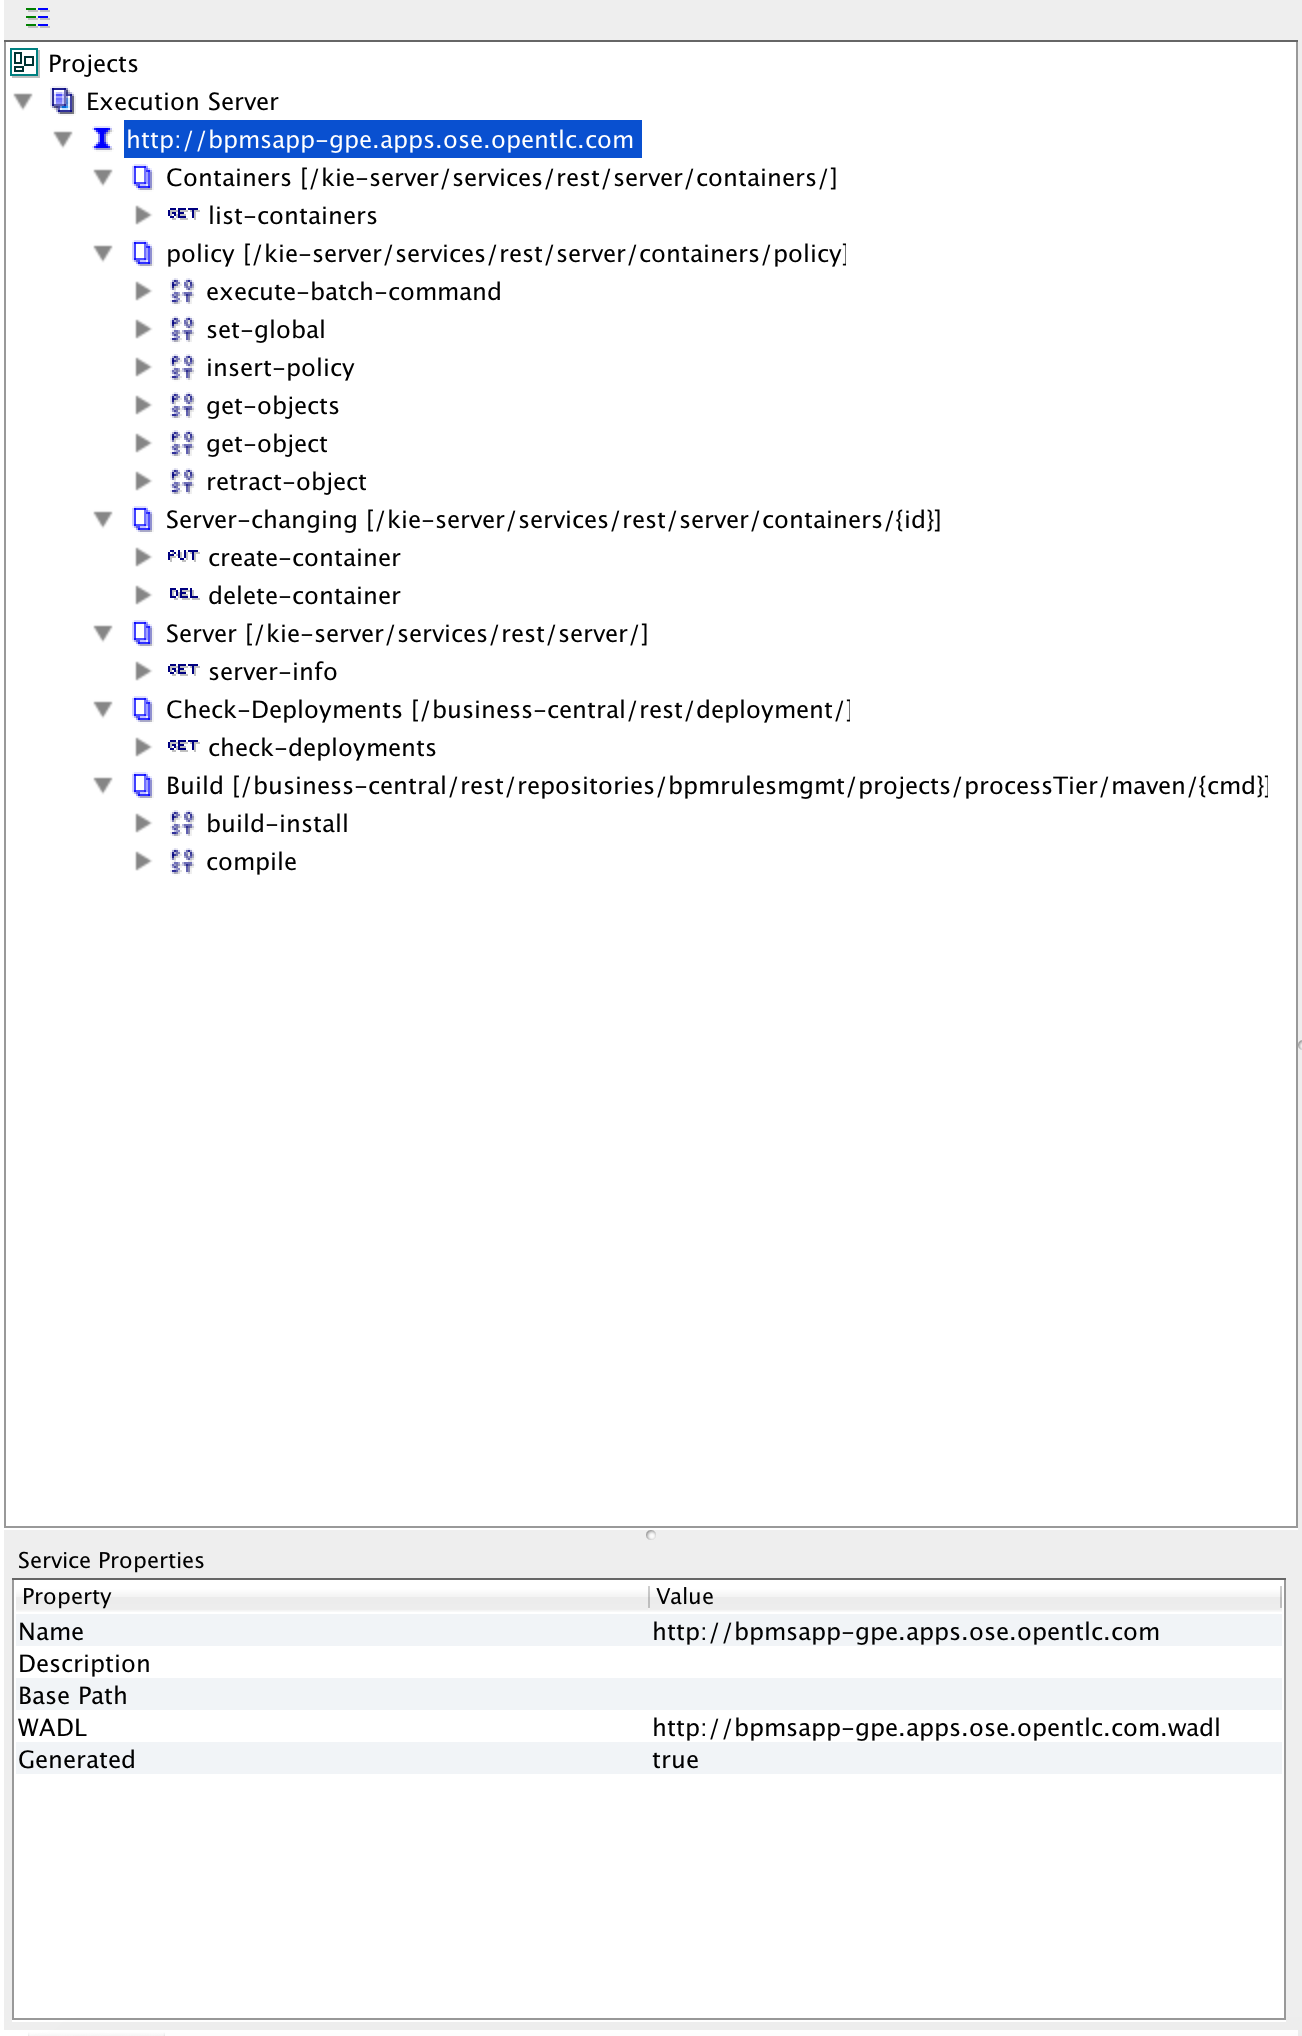 Projects
Execution Server
http://bpmsapp-gpe.apps.ose.opentlc.com
Containers [/kie-server/services/rest/server/containers/]
GET list-containers
policy [/kie-server/services/rest/server/containers/policy]
POST execute-batch-command
POST set-global
POST insert-policy
POST get-objects
POST get-object
POST retract-object
Server-changing [/kie-server/services/rest/server/containers/{id}]
PUT create-container
DEL delete-container
Server [/kie-server/services/rest/server/]
GET server-info
Check-Deployments [/business-central/rest/deployment/]
GET check-deployments
Build [/business-central/rest/repositories/bpmrulesmgmt/projects/processTier/maven/{cmd}]
POST build-install
POST compile
Service Properties
Property Value
Name http://bpmsapp-gpe.apps.ose.opentlc.com
Description
Base Path
WADL http://bpmsapp-gpe.apps.ose.opentlc.com.wadl
Generated true